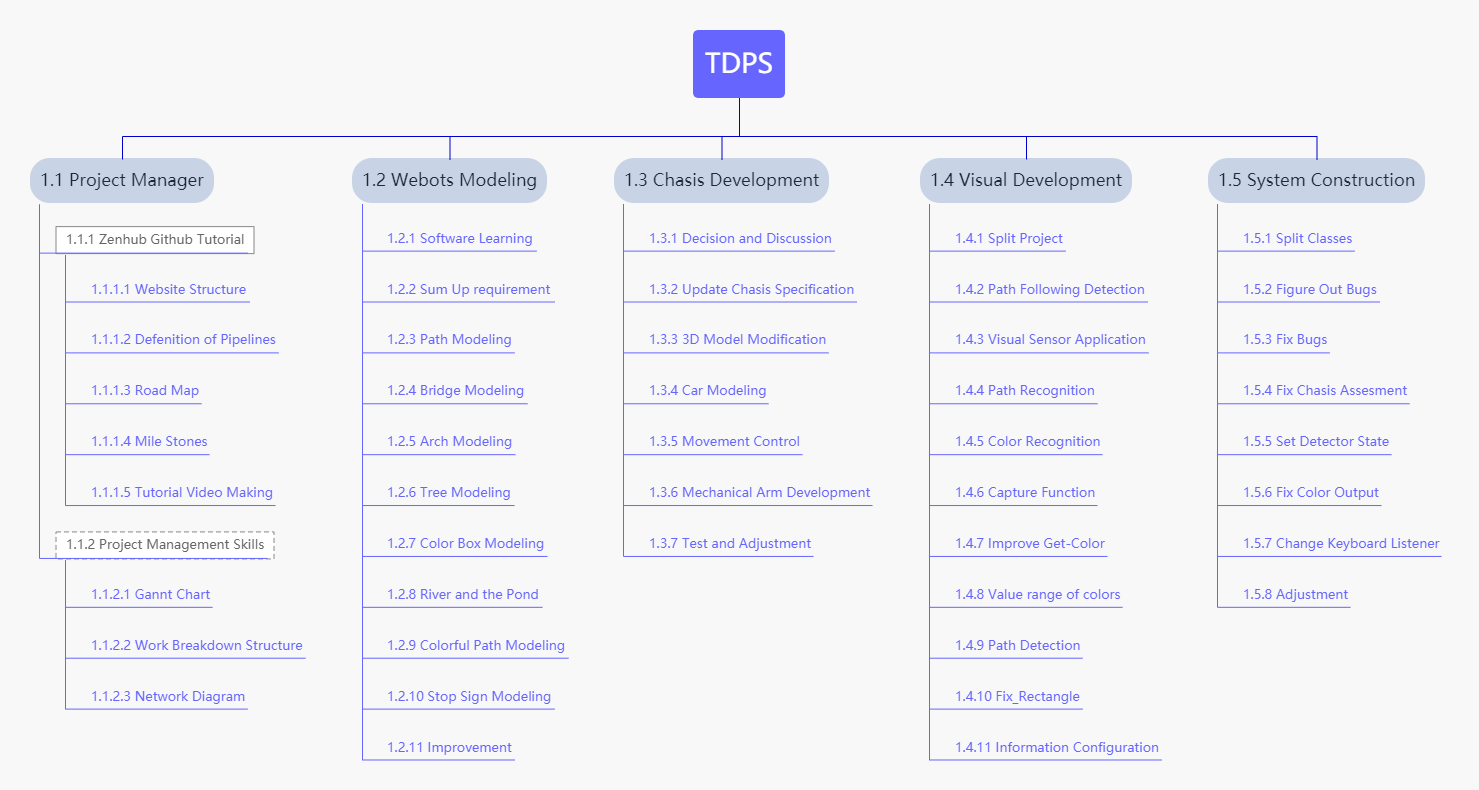 TDPS
1.1 Project Manager
1.1.1 Zenhub Github Tutorial
1.1.1.1 Website Structure
1.1.1.2 Defenition of Pipelines
1.1.1.3 Road Map
1.1.1.4 Mile Stones
1.1.1.5 Tutorial Video Making
1.1.2 Project Management Skills
1.1.2.1 Gannt Chart
1.1.2.2 Work Breakdown Structure
1.1.2.3 Network Diagram
1.2 Webots Modeling
1.2.1 Software Learning
1.2.2 Sum Up requirement
1.2.3 Path Modeling
1.2.4 Bridge Modeling
1.2.5 Arch Modeling
1.2.6 Tree Modeling
1.2.7 Color Box Modeling
1.2.8 River and the Pond
1.2.9 Colorful Path Modeling
1.2.10 Stop Sign Modeling
1.2.11 Improvement
1.3 Chasis Development
1.3.1 Decision and Discussion
1.3.2 Update Chasis Specification
1.3.3 3D Model Modification
1.3.4 Car Modeling
1.3.5 Movement Control
1.3.6 Mechanical Arm Development
1.3.7 Test and Adjustment
1.4 Visual Development
1.4.1 Split Project
1.4.2 Path Following Detection
1.4.3 Visual Sensor Application
1.4.4 Path Recognition
1.4.5 Color Recognition
1.4.6 Capture Function
1.4.7 Improve Get-Color
1.4.8 Value range of colors
1.4.9 Path Detection
1.4.10 Fix_Rectangle
1.4.11 Information Configuration
1.5 System Construction
1.5.1 Split Classes
1.5.2 Figure Out Bugs
1.5.3 Fix Bugs
1.5.4 Fix Chasis Assesment
1.5.5 Set Detector State
1.5.6 Fix Color Output
1.5.7 Change Keyboard Listener
1.5.8 Adjustment